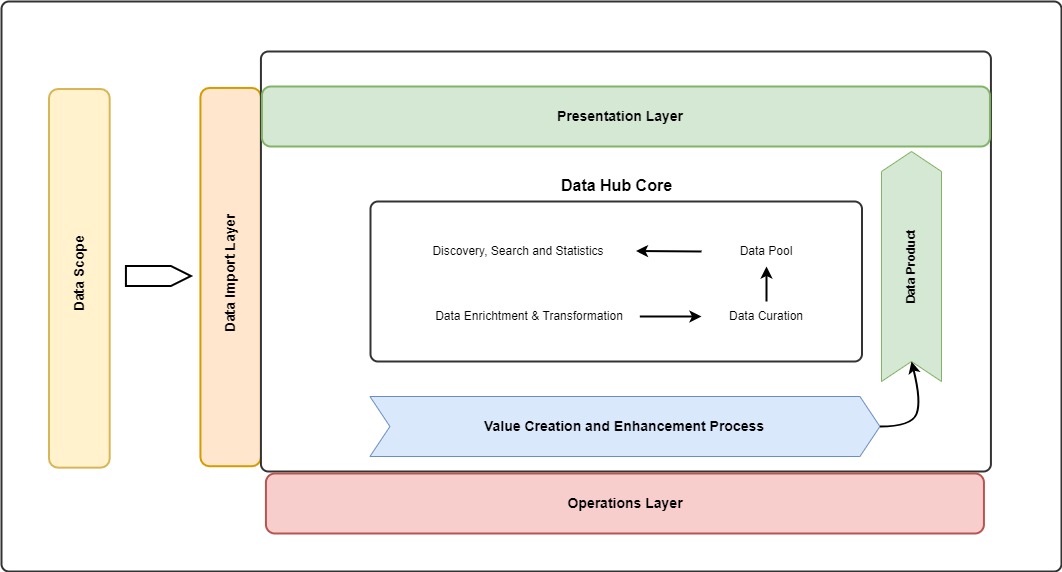 Presentation Layer
Data Scope
Data Import Layer
Data Hub Core
Discovery, Search and Statistics
Data Pool
Data Enrichtment & Transformation
Data Curation
Data Product
Value Creation and Enhancement Process
Operations Layer